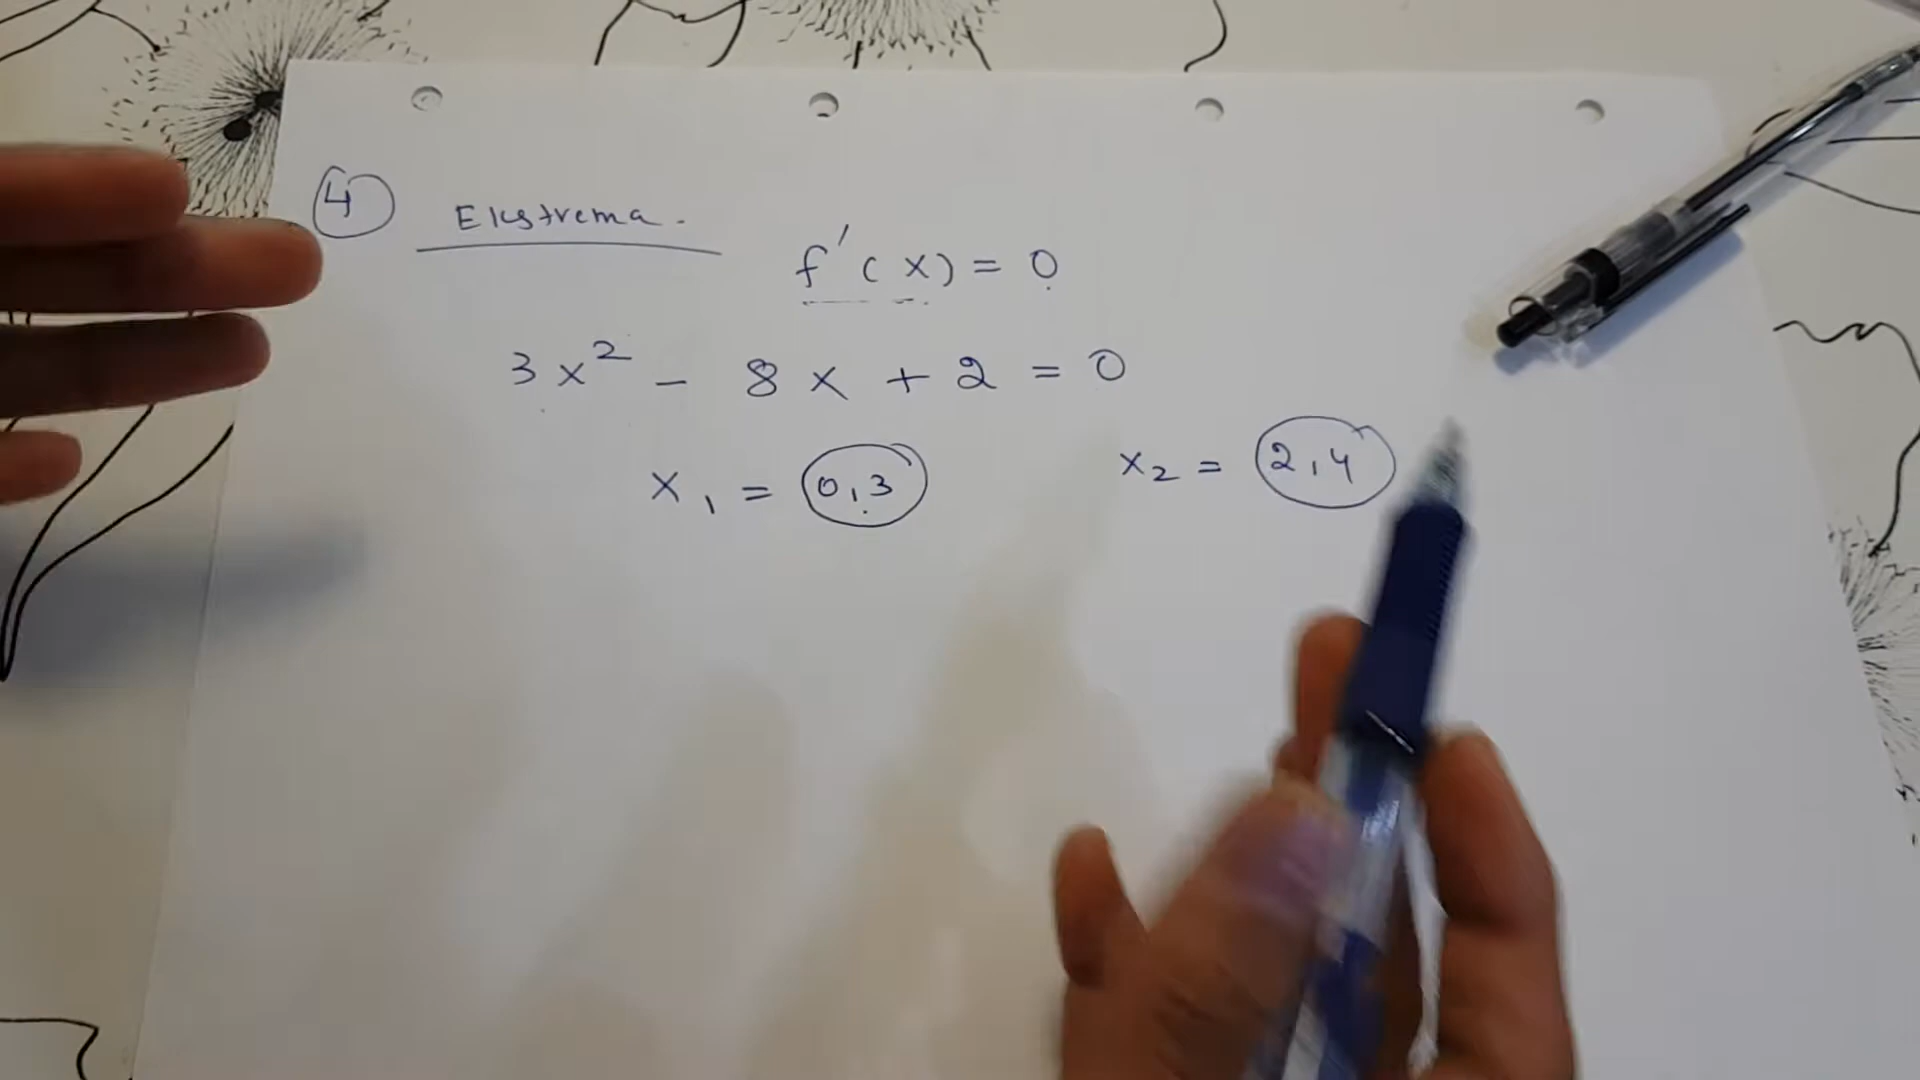 4 Ekstrema.
f'(x) = 0
3x² - 8x + 2 = 0
x₁ = 0,3 x₂ = 2,4